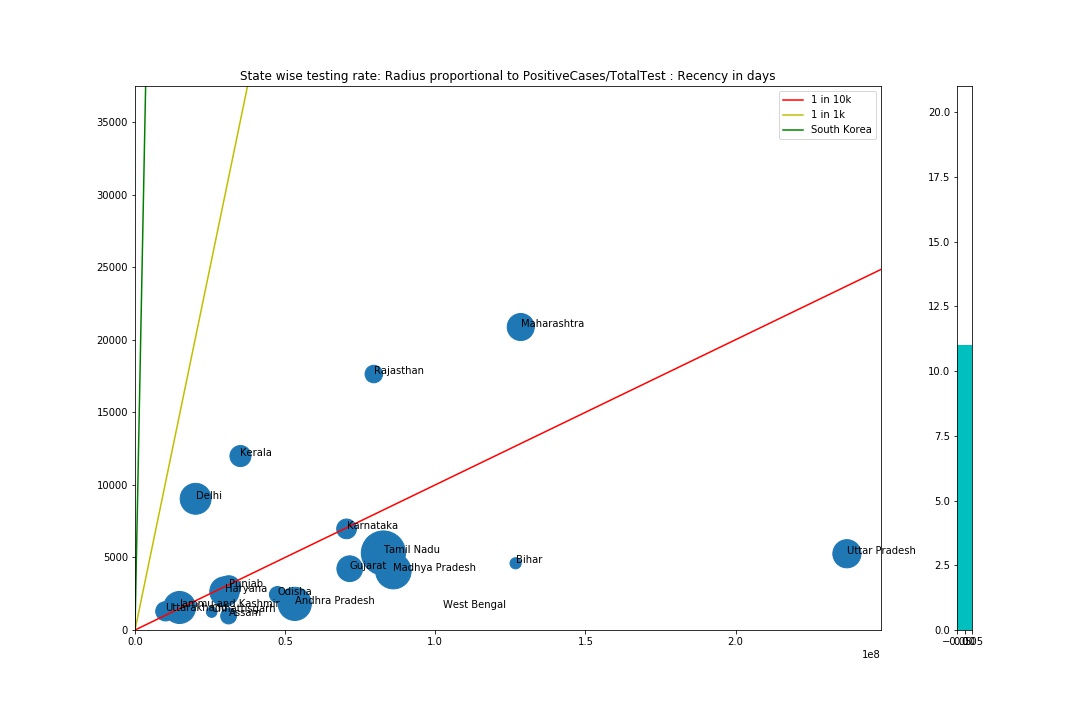 State wise testing rate: Radius proportional to PositiveCases/TotalTest : Recency in days
1 in 10k
1 in 1k
South Korea
35000
30000
25000
20000
15000
10000
5000
0
Maharashtra
Rajasthan
Kerala
Delhi
Karnataka
Tamil Nadu
Gujarat
Madhya Pradesh
Bihar
Uttar Pradesh
Punjab
Haryana
Odisha
Andhra Pradesh
West Bengal
Jammu and Kashmir
Assam
0.0 0.5 1.0 1.5 2.0
1e8
20.0
17.5
15.0
12.5
10.0
7.5
5.0
2.5
0.0